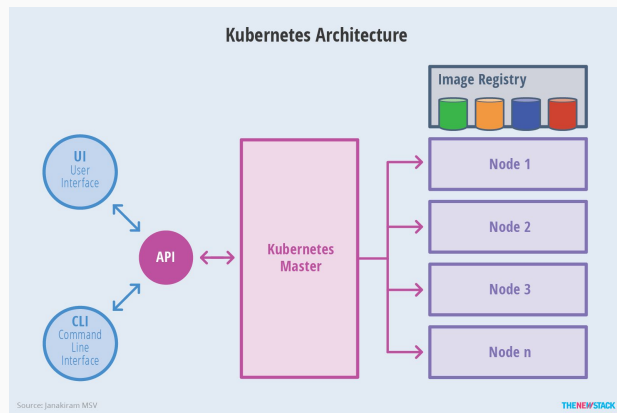 Kubernetes Architecture
Image Registry
UI
User
Interface
API
CLI
Command
Line
Interface
Kubernetes
Master
Node 1
Node 2
Node 3
Node n
Source: Janakiram MSV
THENEWSTACK